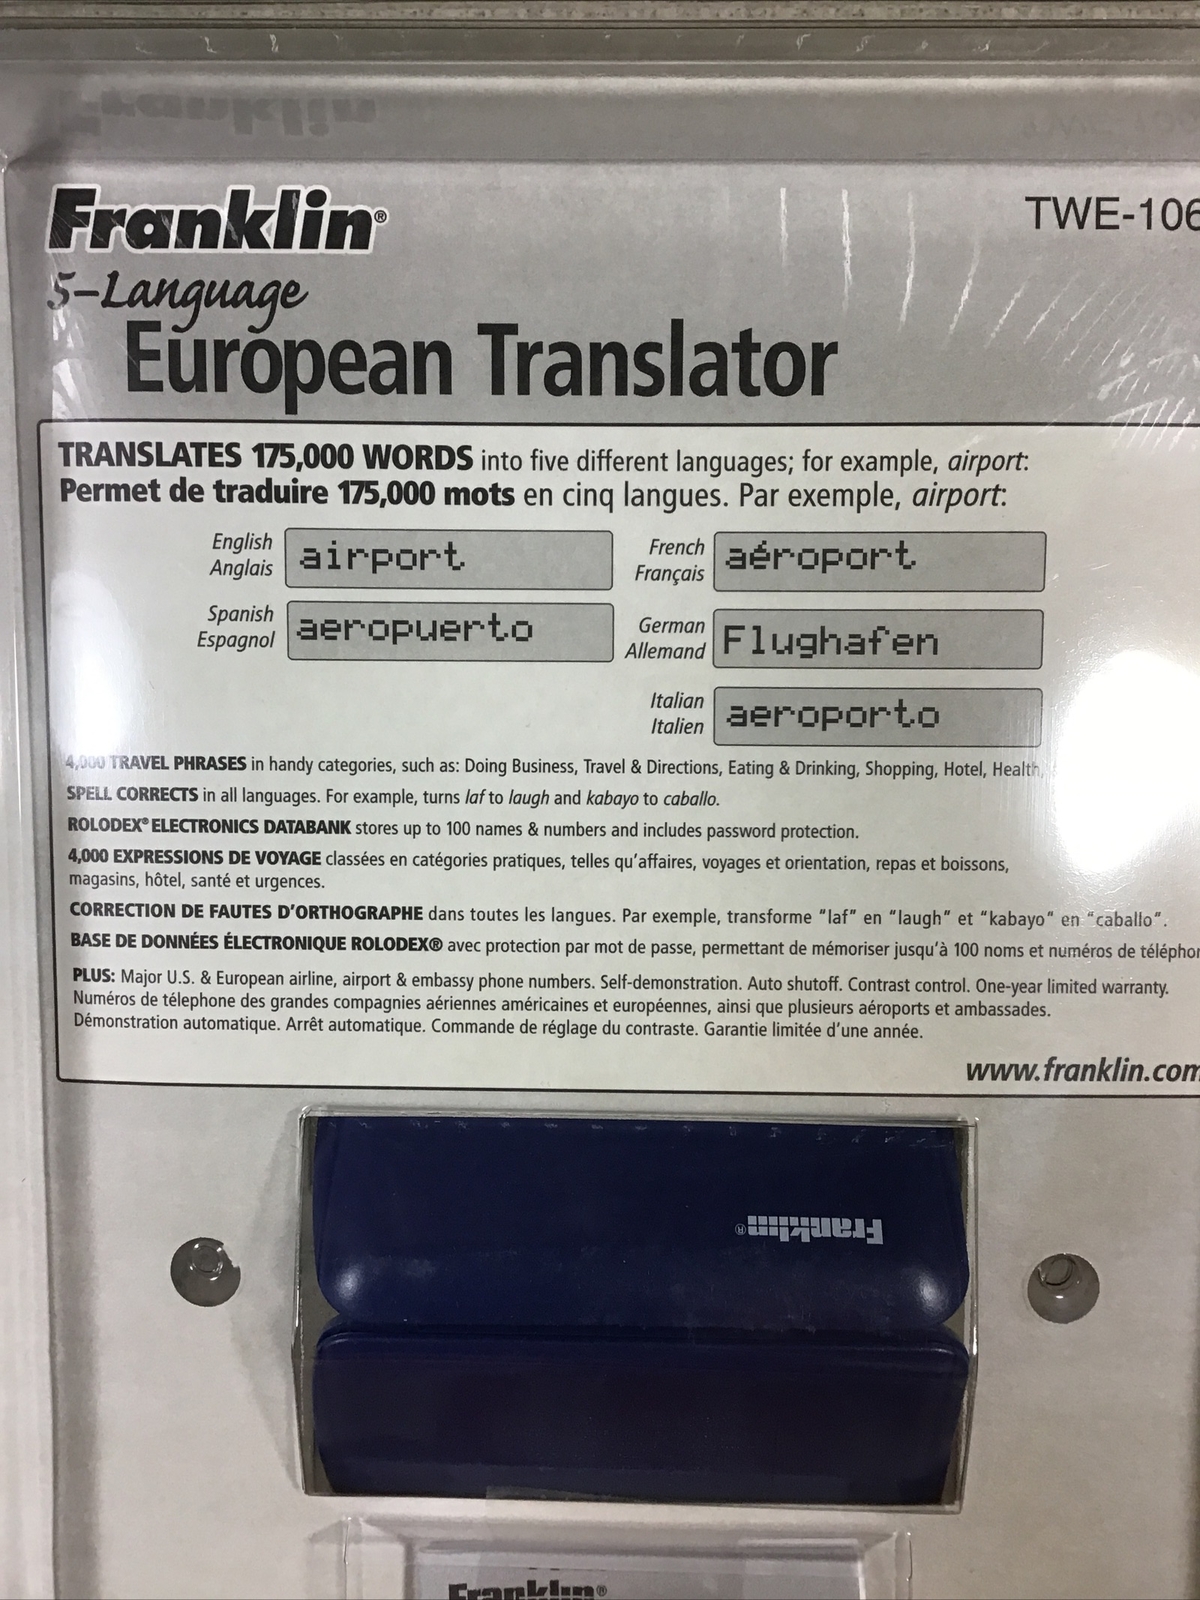 Franklin
Franklin®
TWE-106
5-Language
European Translator
TRANSLATES 175,000 WORDS into five different languages; for example, airport:
Permet de traduire 175,000 mots en cinq langues. Par exemple, airport:
English
Anglais
airport
French
Français
aéroport
Spanish
Espagnol
aeropuerto
German
Allemand
Flughafen
Italian
Italien
aeroporto
4,000 TRAVEL PHRASES in handy categories, such as: Doing Business, Travel & Directions, Eating & Drinking, Shopping, Hotel, Health,
SPELL CORRECTS in all languages. For example, turns laf to laugh and kabayo to caballo.
ROLODEX® ELECTRONICS DATABANK stores up to 100 names & numbers and includes password protection.
4,000 EXPRESSIONS DE VOYAGE classées en catégories pratiques, telles qu'affaires, voyages et orientation, repas et boissons,
magasins, hôtel, santé et urgences.
CORRECTION DE FAUTES D'ORTHOGRAPHE dans toutes les langues. Par exemple, transforme "laf" en "laugh" et "kabayo" en "caballo".
BASE DE DONNÉES ÉLECTRONIQUE ROLODEX® avec protection par mot de passe, permettant de mémoriser jusqu'à 100 noms et numéros de télépho
PLUS: Major U.S. & European airline, airport & embassy phone numbers. Self-demonstration. Auto shutoff. Contrast control. One-year limited warranty.
Numéros de télephone des grandes compagnies aériennes américaines et européennes, ainsi que plusieurs aéroports et ambassades.
Démonstration automatique. Arrêt automatique. Commande de réglage du contraste. Garantie limitée d'une année.
www.franklin.com
Franklin®
Franklin®